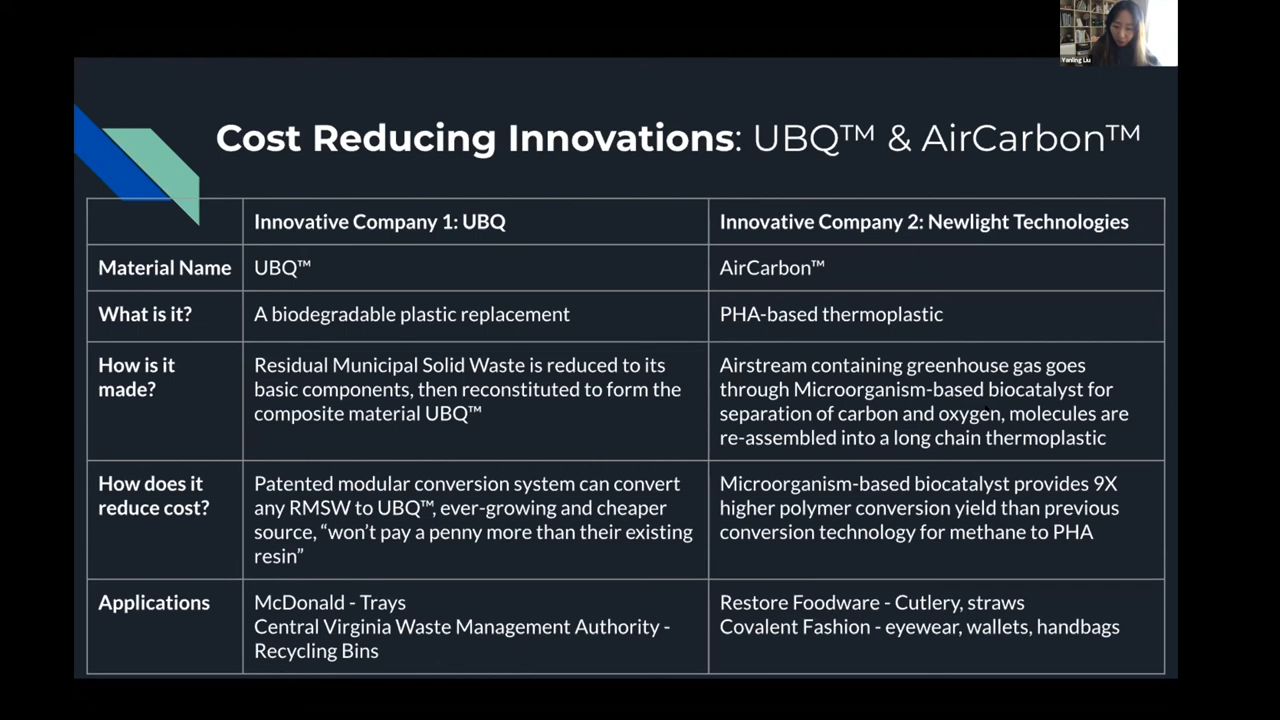 Yanling Liu
Cost Reducing Innovations: UBQ™ & AirCarbon™
Innovative Company 1: UBQ
Innovative Company 2: Newlight Technologies
Material Name
UBQ™
AirCarbon™
What is it?
A biodegradable plastic replacement
PHA-based thermoplastic
How is it
made?
Residual Municipal Solid Waste is reduced to its
basic components, then reconstituted to form the
composite material UBQ™
Airstream containing greenhouse gas goes
through Microorganism-based biocatalyst for
separation of carbon and oxygen, molecules are
re-assembled into a long chain thermoplastic
How does it
reduce cost?
Patented modular conversion system can convert
any RMSW to UBQ™, ever-growing and cheaper
source, “won’t pay a penny more than their existing
resin”
Microorganism-based biocatalyst provides 9X
higher polymer conversion yield than previous
conversion technology for methane to PHA
Applications
McDonald - Trays
Central Virginia Waste Management Authority -
Recycling Bins
Restore Foodware - Cutlery, straws
Covalent Fashion - eyewear, wallets, handbags